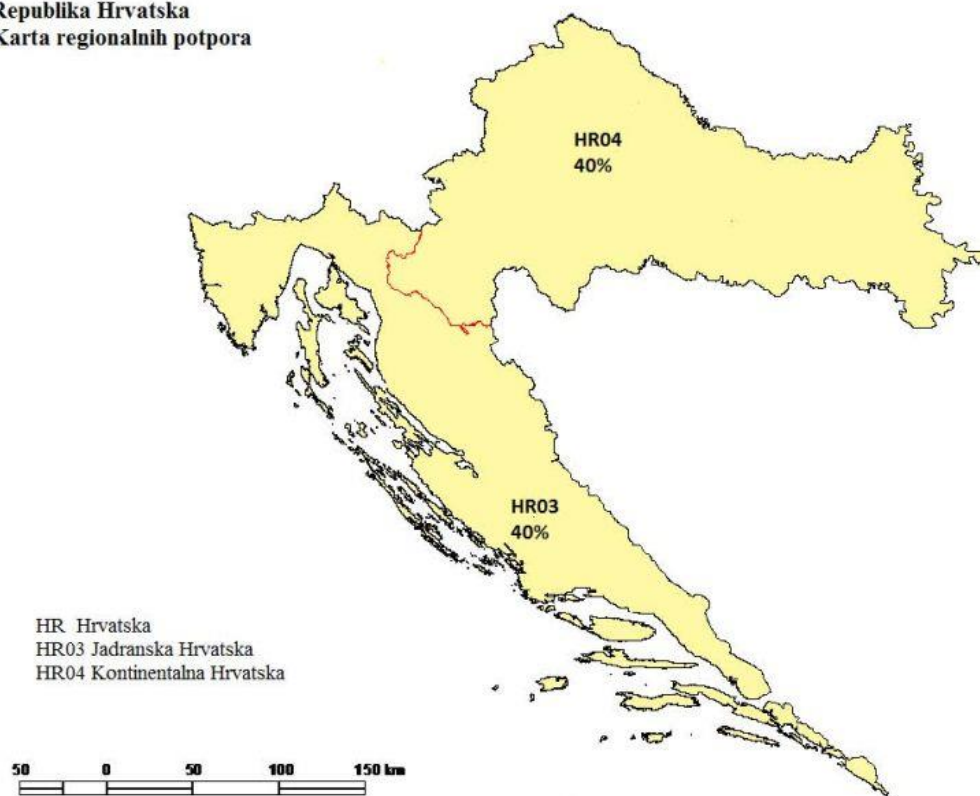 Republika Hrvatska
Karta regionalnih potpora
HR04
40%
HR03
40%
HR Hrvatska
HR03 Jadranska Hrvatska
HR04 Kontinentalna Hrvatska
50 0 50 100 150 km